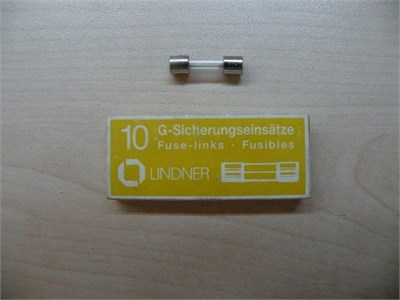 10 G-Sicherungseinsätze
Fuse-links · Fusibles
LINDNER